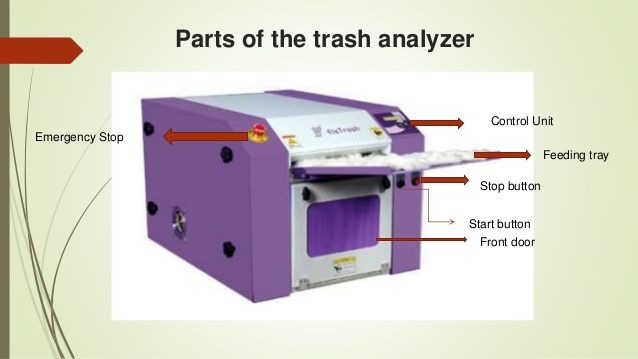 Parts of the trash analyzer
Control Unit
Emergency Stop
Feeding tray
Stop button
Start button
Front door